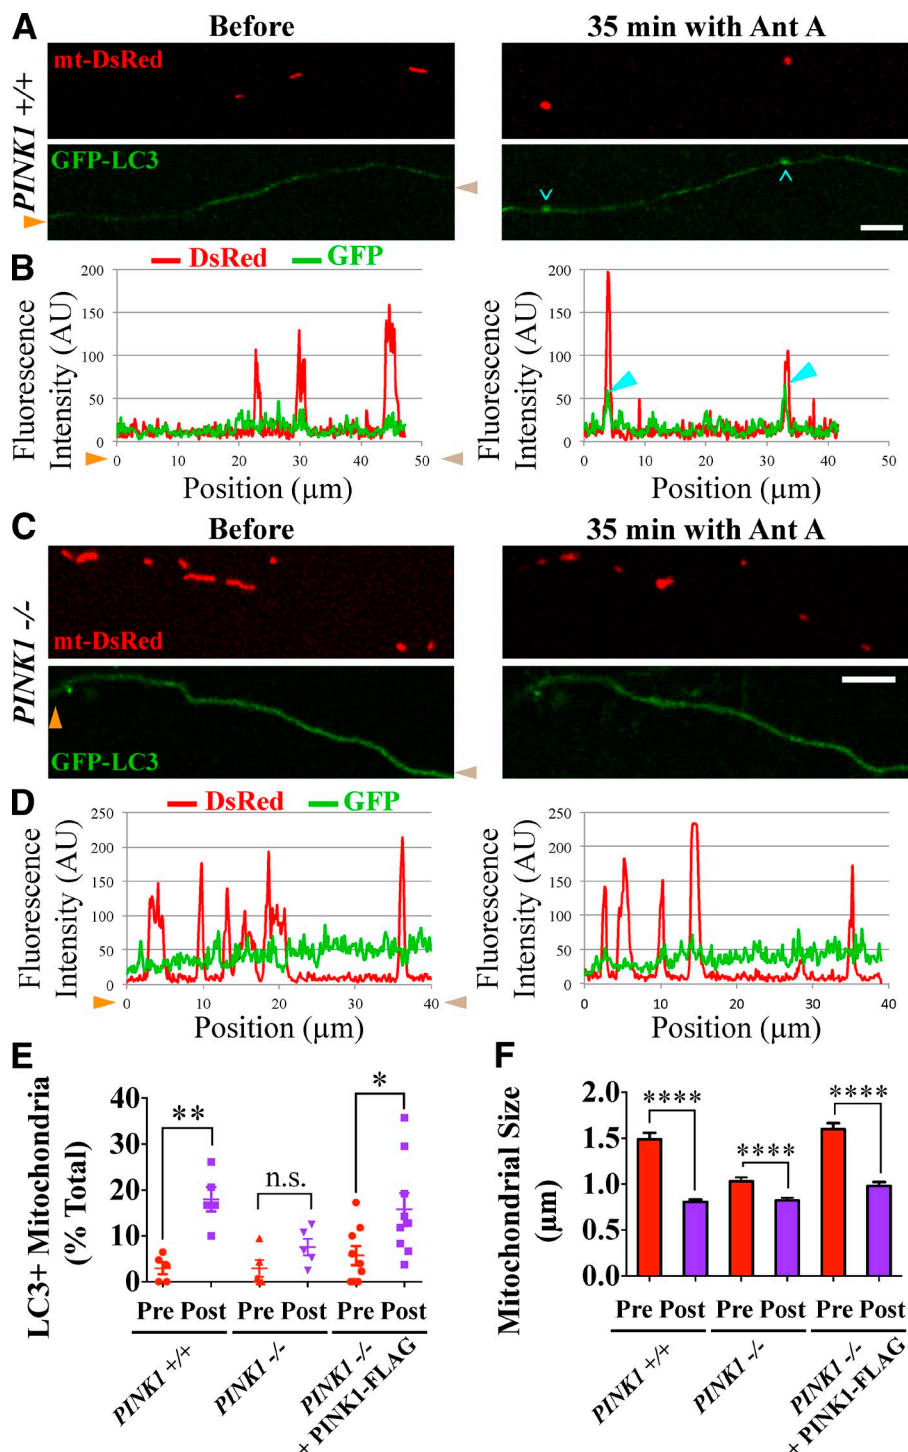 A
Before
35 min with Ant A
PINK1 +/+
mt-DsRed
GFP-LC3
B
DsRed
GFP
Fluorescence
Intensity (AU)
200
150
100
50
0
0 10 20 30 40 50
Position (µm)
Fluorescence
Intensity (AU)
200
150
100
50
0
0 10 20 30 40 50
Position (µm)
C
Before
35 min with Ant A
PINK1 -/-
mt-DsRed
GFP-LC3
D
DsRed
GFP
Fluorescence
Intensity (AU)
250
200
150
100
50
0
0 10 20 30 40
Position (µm)
Fluorescence
Intensity (AU)
250
200
150
100
50
0
0 10 20 30 40
Position (µm)
E
LC3+ Mitochondria
(% Total)
40
30
20
10
0
**
n.s.
*
Pre Post Pre Post Pre Post
PINK1 +/+
PINK1 -/-
PINK1 -/-
+ PINK1-FLAG
F
Mitochondrial Size
(µm)
2.0
1.5
1.0
0.5
0.0
****
****
****
Pre Post Pre Post Pre Post
PINK1 +/+
PINK1 -/-
PINK1 -/-
+ PINK1-FLAG